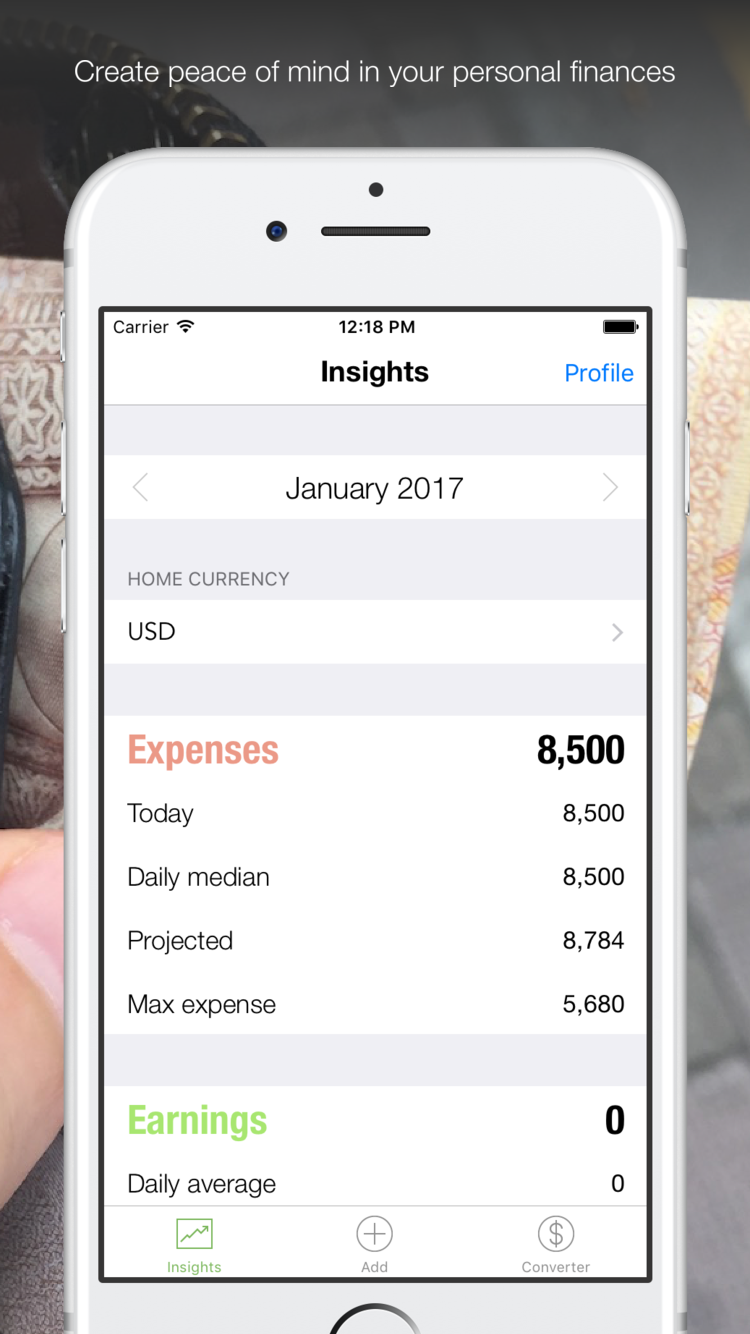 Create peace of mind in your personal finances
Carrier 12:18 PM
Insights Profile
January 2017
HOME CURRENCY
USD
Expenses 8,500
Today 8,500
Daily median 8,500
Projected 8,784
Max expense 5,680
Earnings 0
Daily average 0
Insights Add Converter